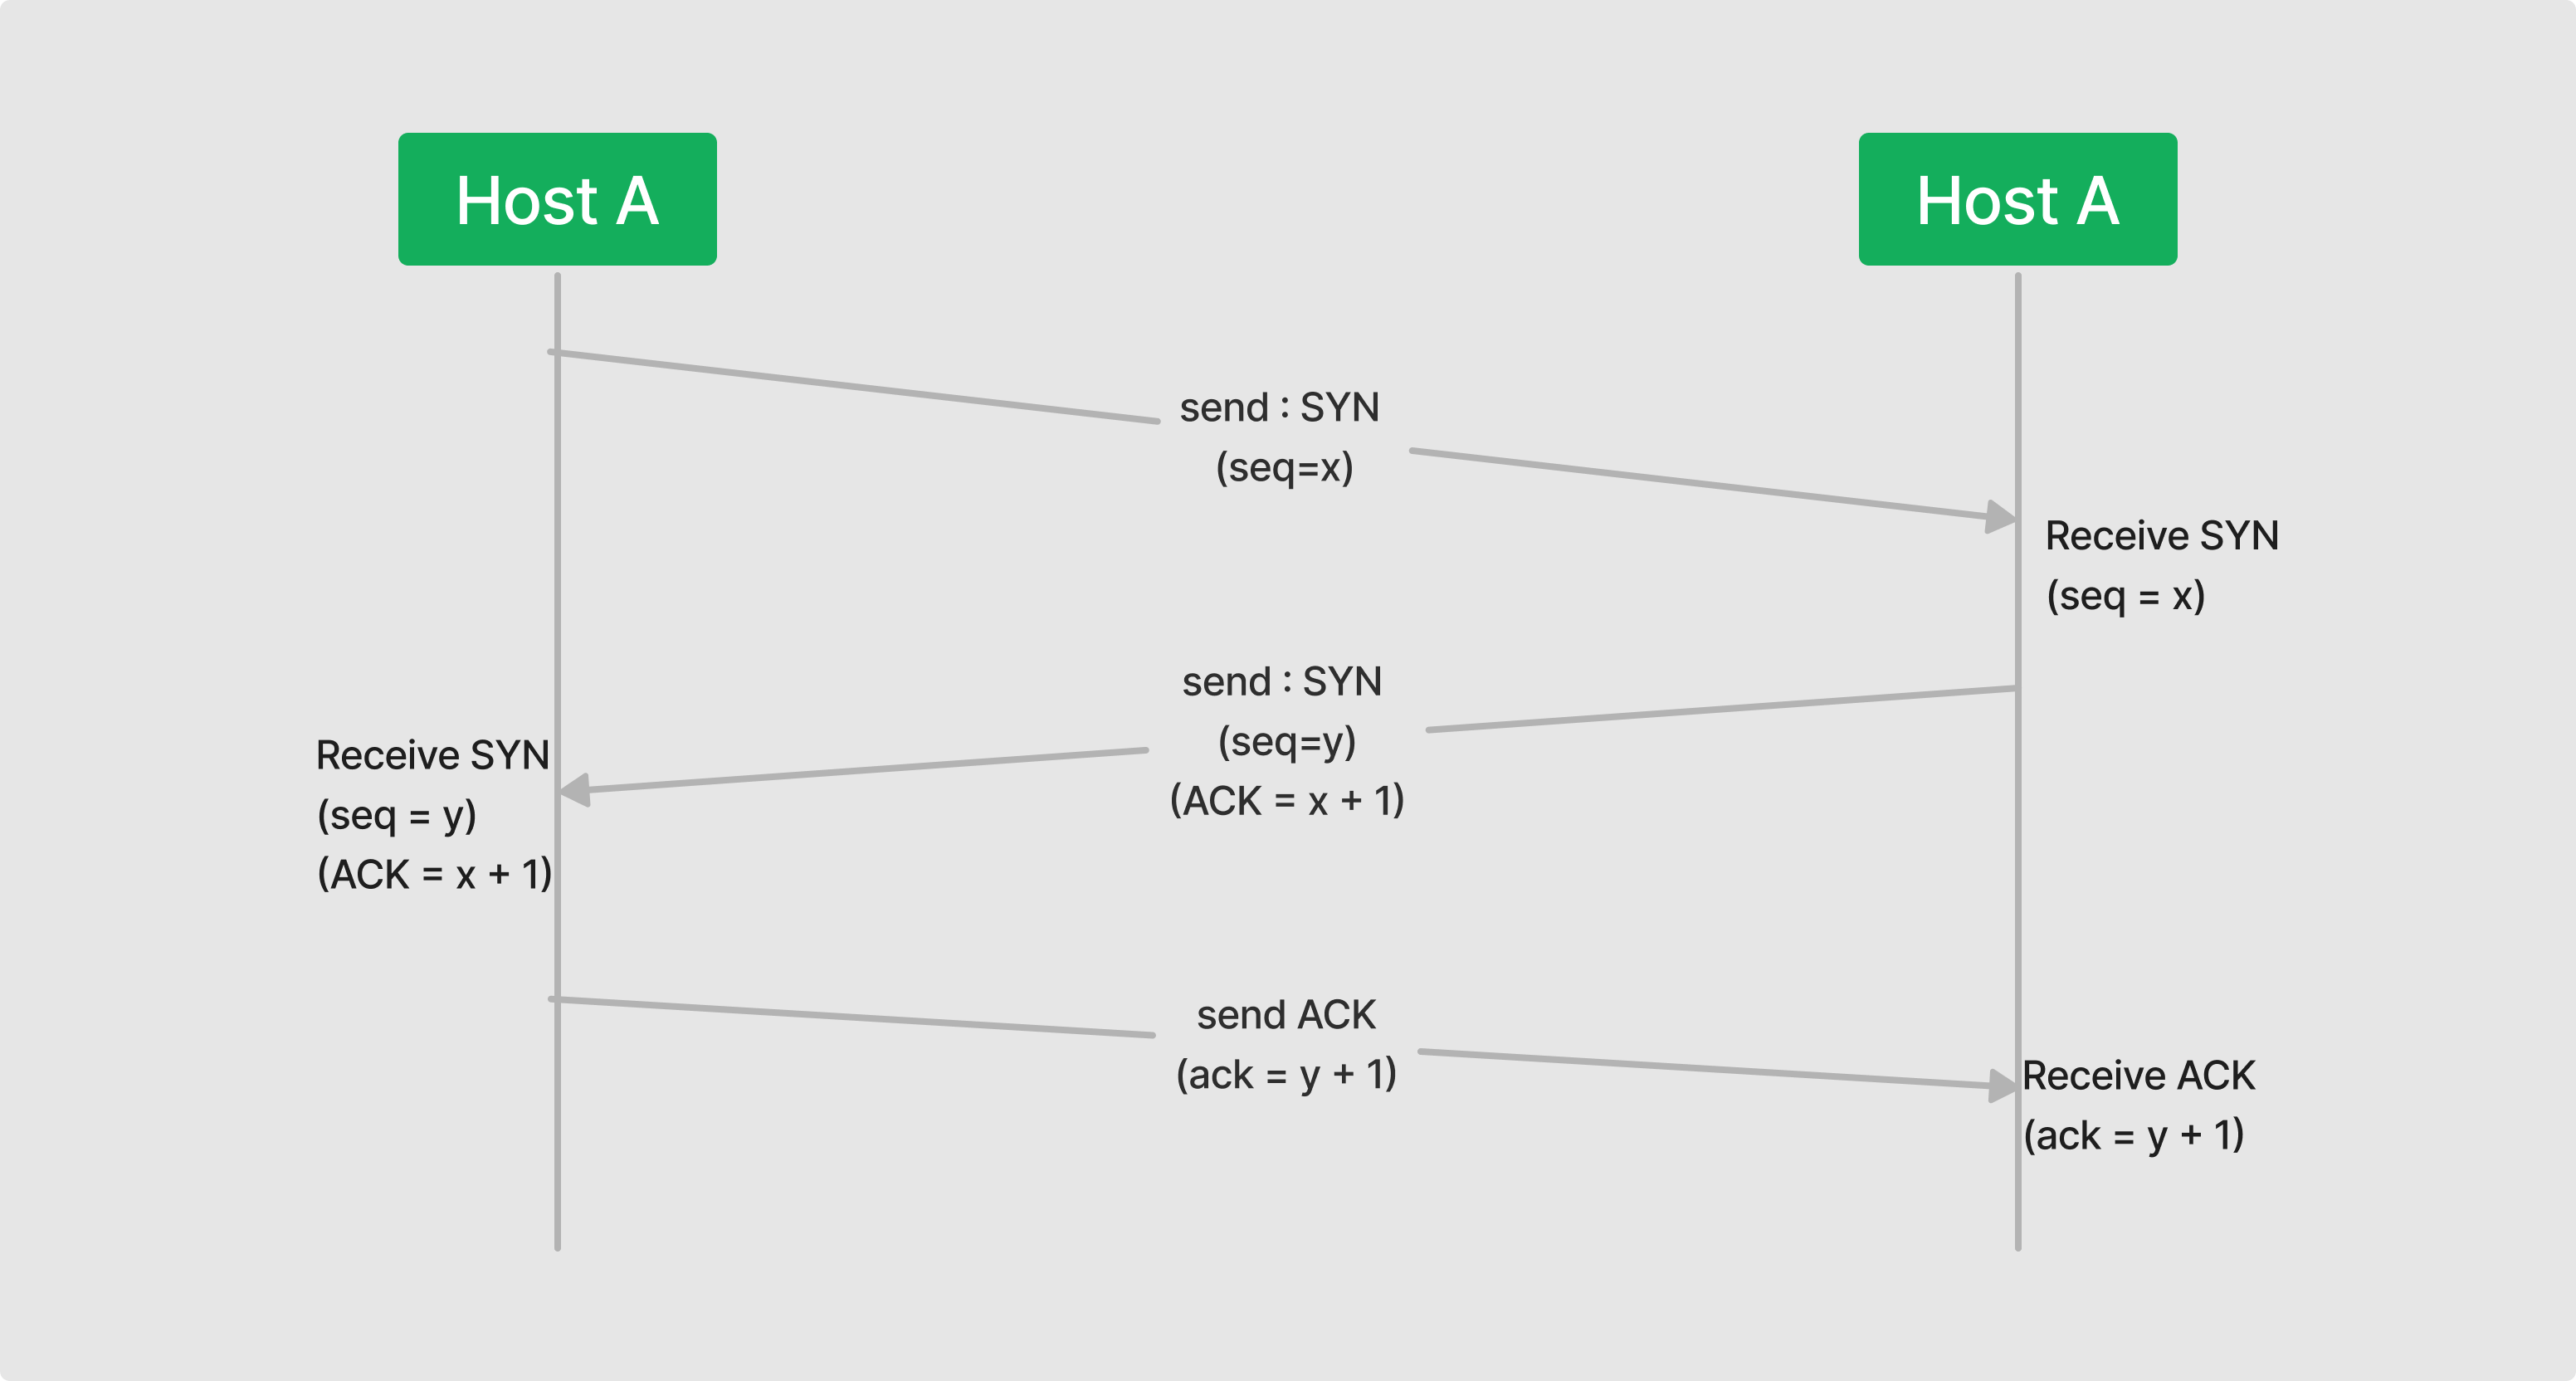 Host A
Host A
send : SYN
(seq=x)
Receive SYN
(seq = x)
send : SYN
(seq=y)
(ACK = x + 1)
Receive SYN
(seq = y)
(ACK = x + 1)
send ACK
(ack = y + 1)
Receive ACK
(ack = y + 1)